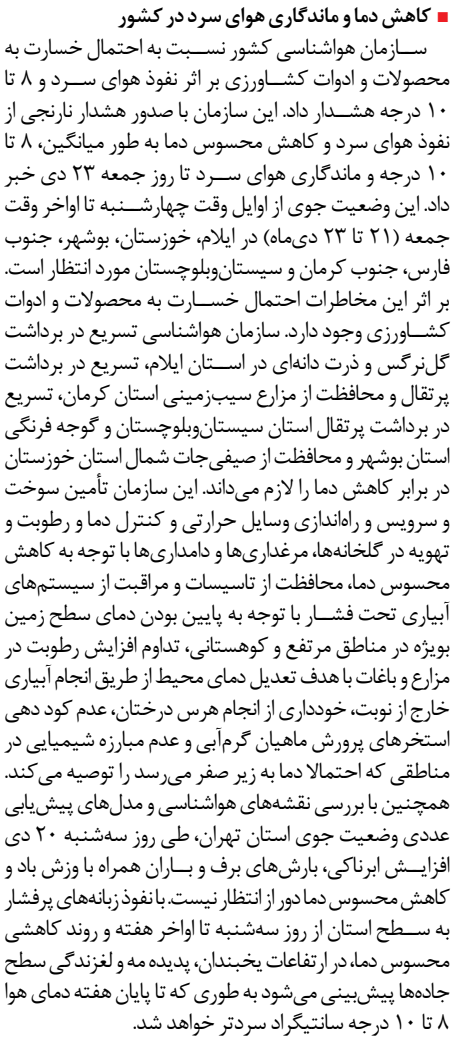 ■ کاهش دما و ماندگاری هوای سرد در کشور
سازمان هواشناسی کشور نسبت به احتمال خسارت به
محصولات و ادوات کشاورزی بر اثر نفوذ هوای سرد و ۸ تا
۱۰ درجه هشدار داد. این سازمان با صدور هشدار نارنجی از
نفوذ هوای سرد و کاهش محسوس دما به طور میانگین، ۸ تا
۱۰ درجه و ماندگاری هوای سرد تا روز جمعه ۲۳ دی خبر
داد. این وضعیت جوی از اوایل وقت چهارشنبه تا اواخر وقت
جمعه (۲۱ تا ۲۳ دی‌ماه) در ایلام، خوزستان، بوشهر، جنوب
فارس، جنوب کرمان و سیستان‌وبلوچستان مورد انتظار است.
بر اثر این مخاطرات احتمال خسارت به محصولات و ادوات
کشاورزی وجود دارد. سازمان هواشناسی تسریع در برداشت
گل‌نرگس و ذرت دانه‌ای در استان ایلام، تسریع در برداشت
پرتقال و محافظت از مزارع سیب‌زمینی استان کرمان، تسریع
در برداشت پرتقال استان سیستان‌وبلوچستان و گوجه فرنگی
استان بوشهر و محافظت از صیفی‌جات شمال استان خوزستان
در برابر کاهش دما را لازم می‌داند. این سازمان تأمین سوخت
و سرویس و راه‌اندازی وسایل حرارتی و کنترل دما و رطوبت و
تهویه در گلخانه‌ها، مرغداری‌ها و دامداری‌ها با توجه به کاهش
محسوس دما، محافظت از تاسیسات و مراقبت از سیستم‌های
آبیاری تحت فشار با توجه به پایین بودن دمای سطح زمین
بویژه در مناطق مرتفع و کوهستانی، تداوم افزایش رطوبت در
مزارع و باغات با هدف تعدیل دمای محیط از طریق انجام آبیاری
خارج از نوبت، خودداری از انجام هرس درختان، عدم کود دهی
استخرهای پرورش ماهیان گرم‌آبی و عدم مبارزه شیمیایی در
مناطقی که احتمالا دما به زیر صفر می‌رسد را توصیه می‌کند.
همچنین با بررسی نقشه‌های هواشناسی و مدل‌های پیش‌یابی
عددی وضعیت جوی استان تهران، طی روز سه‌شنبه ۲۰ دی
افزایش ابرناکی، بارش‌های برف و باران همراه با وزش باد و
کاهش محسوس دما دور از انتظار نیست. با نفوذ زبانه‌های پرفشار
به سطح استان از روز سه‌شنبه تا اواخر هفته و روند کاهشی
محسوس دما، در ارتفاعات یخبندان، پدیده مه و لغزندگی سطح
جاده‌ها پیش‌بینی می‌شود به طوری که تا پایان هفته دمای هوا
۸ تا ۱۰ درجه سانتیگراد سردتر خواهد شد.